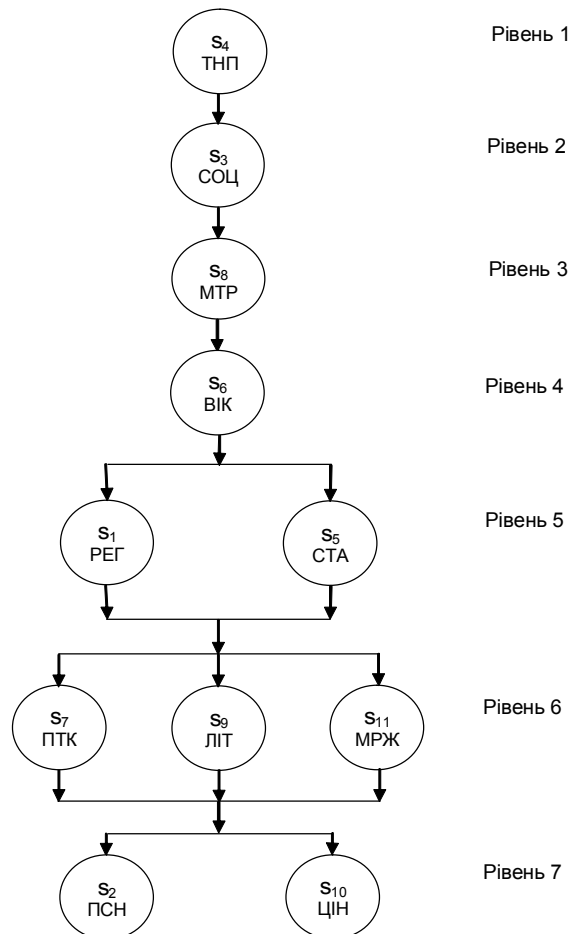 s4
ТНП
Рівень 1
s3
СОЦ
Рівень 2
s8
МТР
Рівень 3
s6
ВІК
Рівень 4
s1
РЕГ
s5
СТА
Рівень 5
s7
ПТК
s9
ЛІТ
s11
МРЖ
Рівень 6
s2
ПСН
s10
ЦІН
Рівень 7